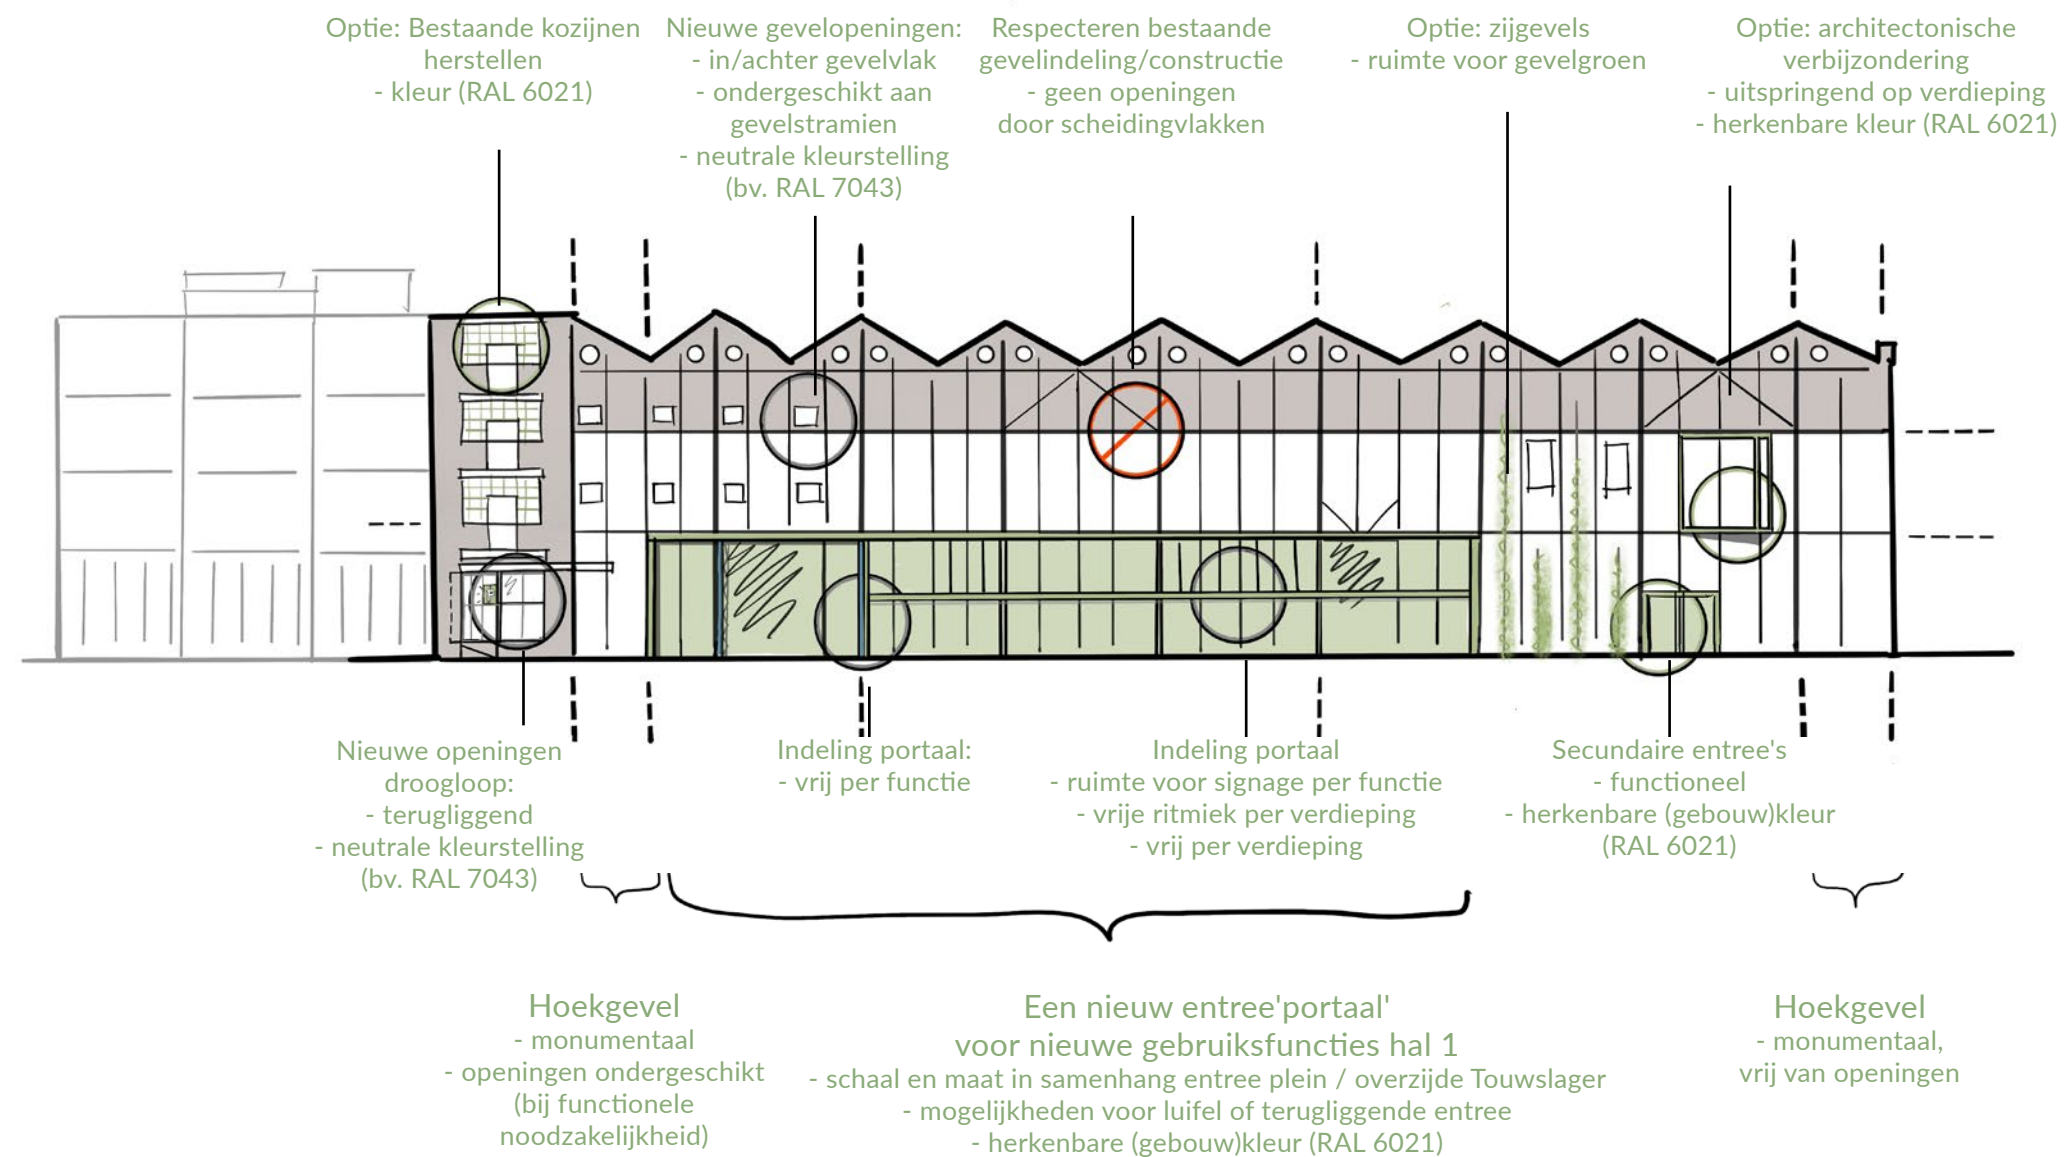 Optie: Bestaande kozijnen
herstellen
- kleur (RAL 6021)
Nieuwe gevelopeningen:
- in/achter gevelvlak
- ondergeschikt aan
gevelstramien
- neutrale kleurstelling
(bv. RAL 7043)
Respecteren bestaande
gevelindeling/constructie
- geen openingen
door scheidingvlakken
Optie: zijgevels
- ruimte voor gevelgroen
Optie: architectonische
verbijzondering
- uitspringend op verdieping
- herkenbare kleur (RAL 6021)
Nieuwe openingen
droogloop:
- terugliggend
- neutrale kleurstelling
(bv. RAL 7043)
Indeling portaal:
- vrij per functie
Indeling portaal
- ruimte voor signage per functie
- vrije ritmiek per verdieping
- vrij per verdieping
Secundaire entree's
- functioneel
- herkenbare (gebouw)kleur
(RAL 6021)
Hoekgevel
- monumentaal
- openingen ondergeschikt
(bij functionele
noodzakelijkheid)
Een nieuw entree'portaal'
voor nieuwe gebruiksfuncties hal 1
- schaal en maat in samenhang entree plein / overzijde Touwslager
- mogelijkheden voor luifel of terugliggende entree
- herkenbare (gebouw)kleur (RAL 6021)
Hoekgevel
- monumentaal,
vrij van openingen